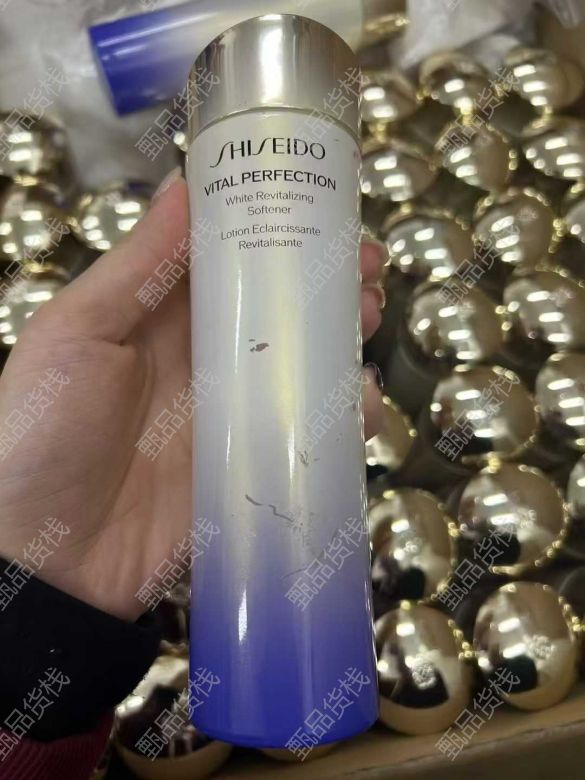 SHISEIDO
VITAL PERFECTION
White Revitalizing
Softener
Lotion Eclaircissante
Revitalisante
甄品货栈